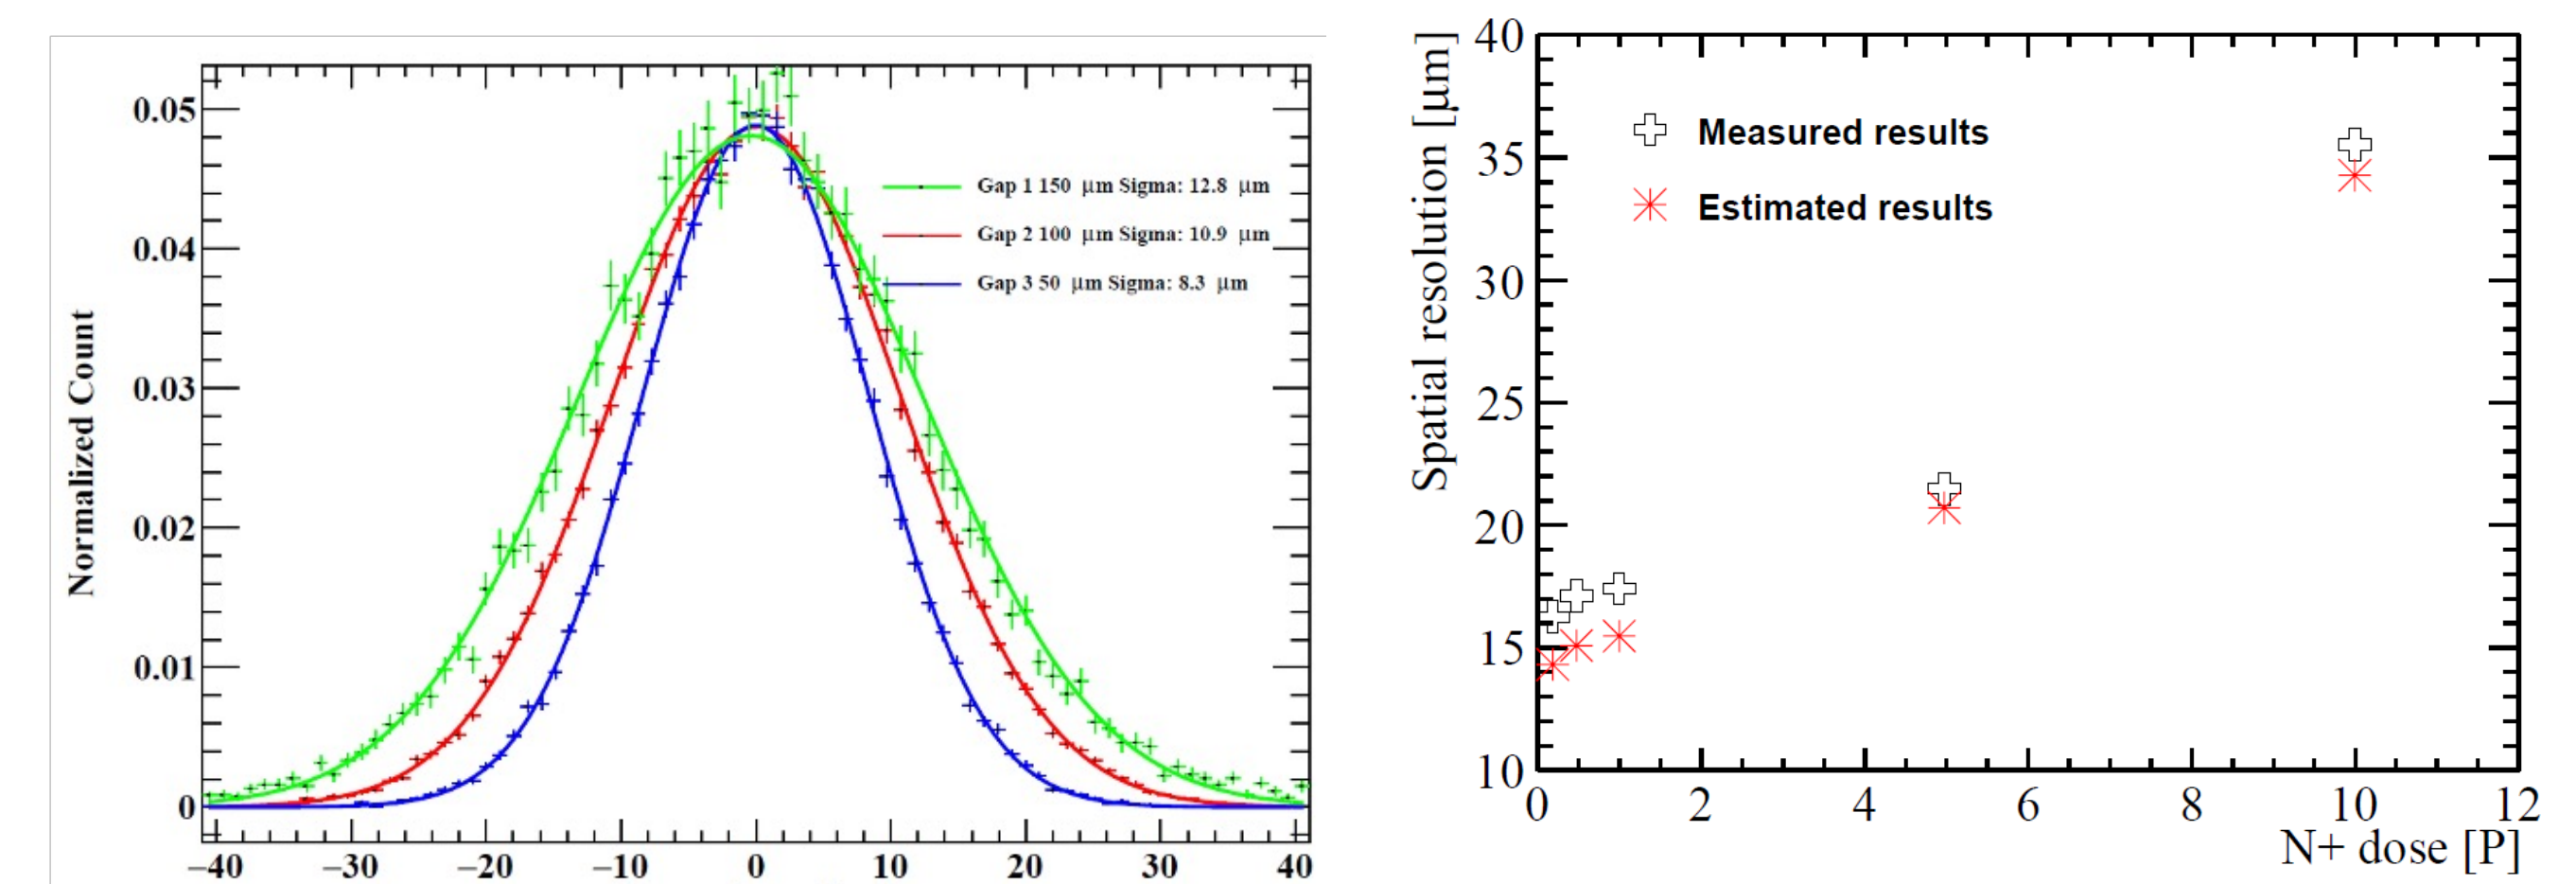 Normalized Count
0.05
0.04
0.03
0.02
0.01
0
−40 −30 −20 −10 0 10 20 30 40
Gap 1 150 μm Sigma: 12.8 μm
Gap 2 100 μm Sigma: 10.9 μm
Gap 3 50 μm Sigma: 8.3 μm
Spatial resolution [μm]
40
35
30
25
20
15
10
0 2 4 6 8 10 12
N+ dose [P]
Measured results
Estimated results